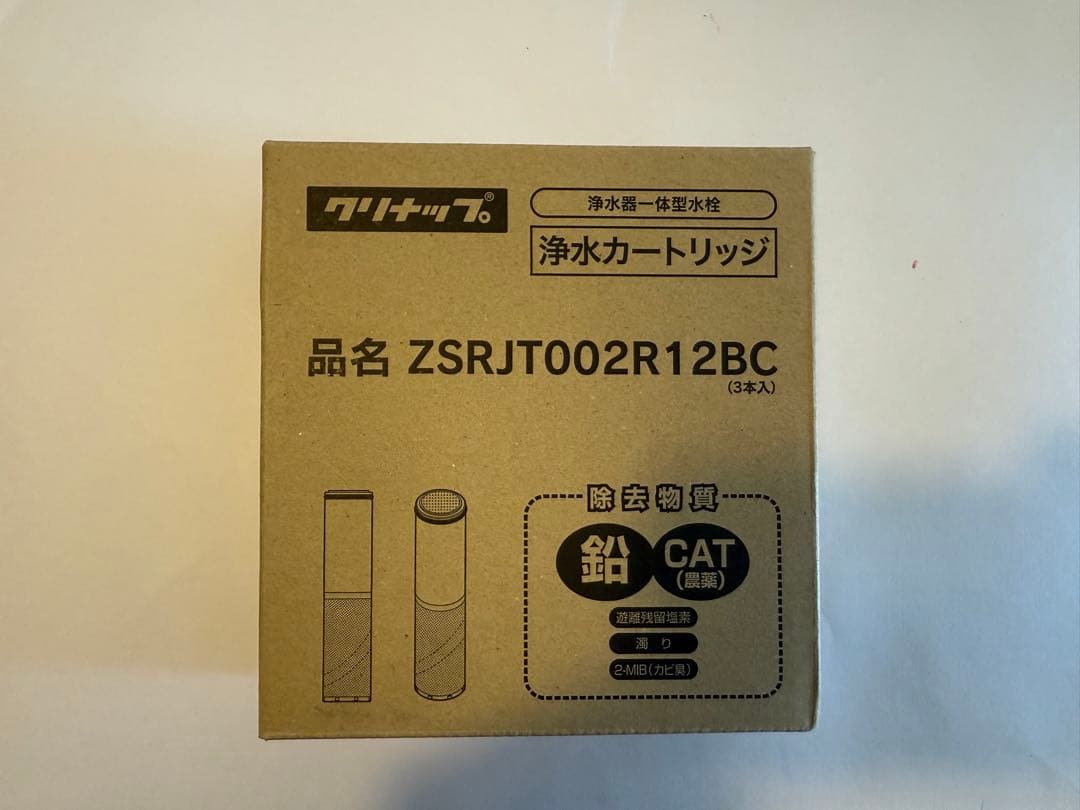 クリナップ。®
浄水器一体型水栓
浄水カートリッジ
品名 ZSRJT002R12BC
(3本入)
除去物質
鉛
CAT
(農薬)
遊離残留塩素
濁り
2-MIB(カビ臭)